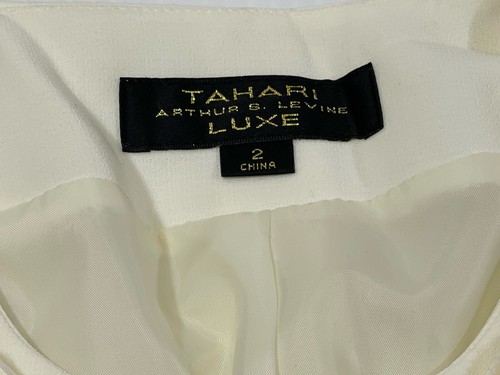 TAHARI
ARTHUR S. LEVINE
LUXE
2
CHINA